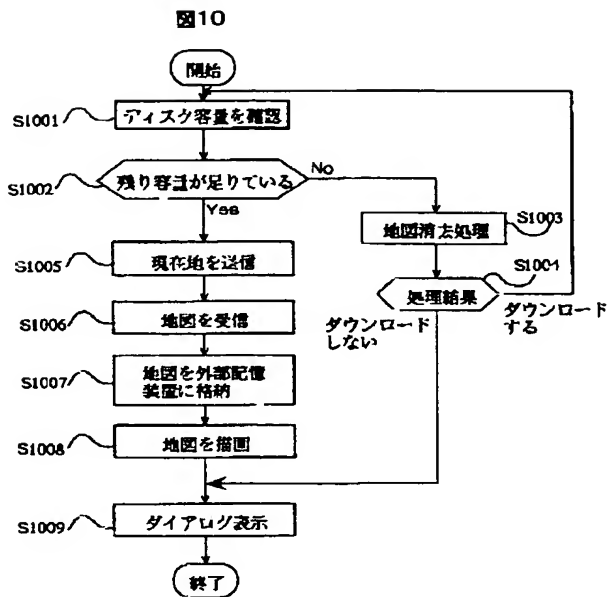 図10
開始
S1001
ディスク容量を確認
S1002
残り容量が足りている
No
Yes
S1003
地図消去処理
S1004
処理結果
ダウンロード
しない
ダウンロード
する
S1005
現在地を送信
S1006
地図を受信
S1007
地図を外部記憶
装置に格納
S1008
地図を描画
S1009
ダイアログ表示
終了